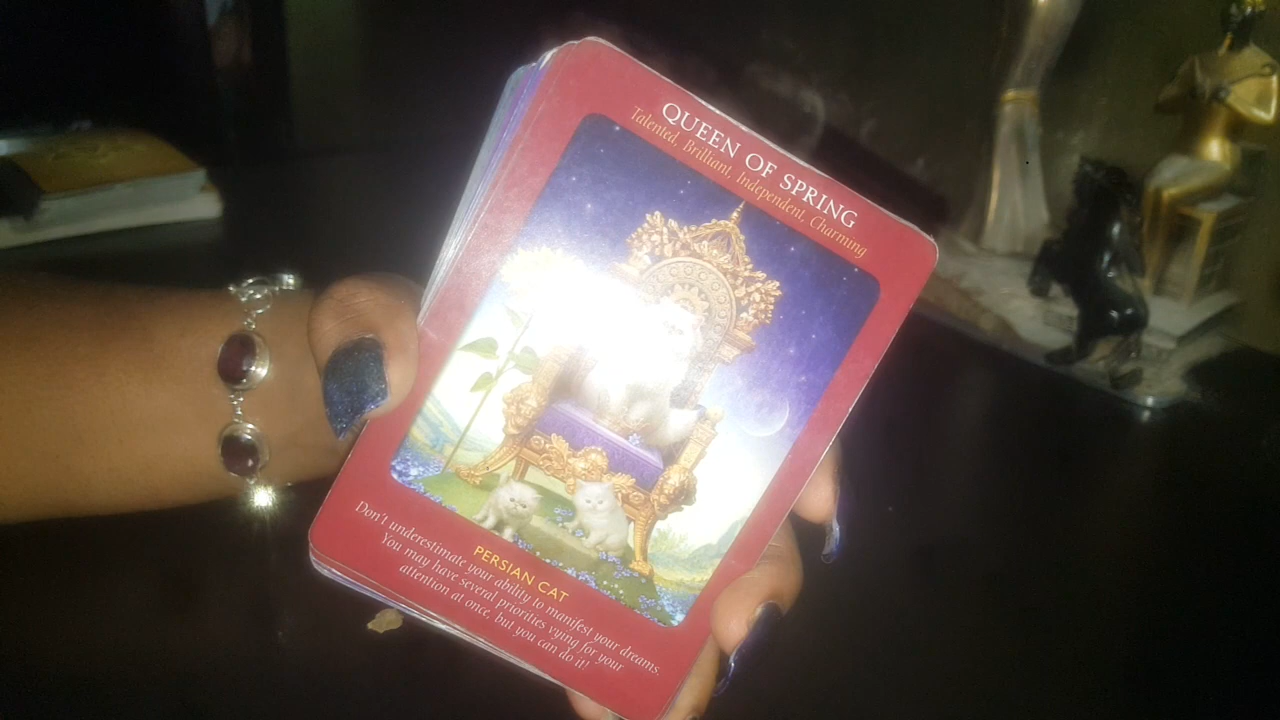 QUEEN OF SPRING
Talented, Brilliant, Independent, Charming
PERSIAN CAT
Don't underestimate your ability to manifest your dreams.
You may have several priorities vying for your
attention at once, but you can do it!